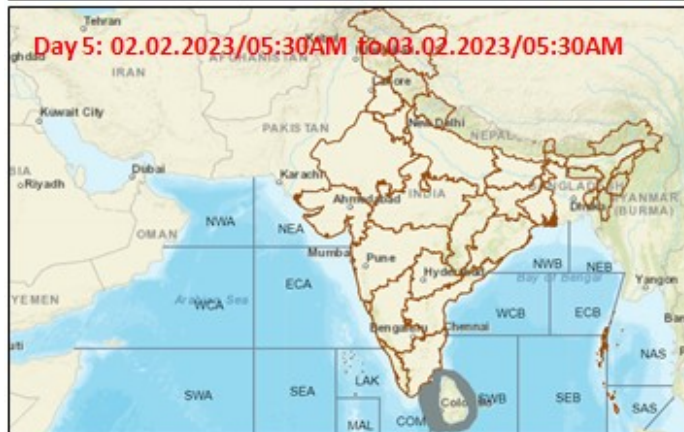 Tehran
Day 5: 02.02.2023/05:30AM to 03.02.2023/05:30AM
IRAN
Lahore
Kuwait City
PAKISTAN
New Delhi
NEPAL
Dubai
Riyadh
Karachi
Ahmedabad
INDIA
BANGLADESH
Dhaka
MYANMAR
(BURMA)
OMAN
NWA
NEA
Mumbai
Pune
Hyderabad
NWB
NEB
Bay of Bengal
Yangon
YEMEN
Arabian Sea
WCA
ECA
WCB
ECB
Bengaluru
Chennai
NAS
SWA
SEA
LAK
SWB
SEB
SAS
MAL
COM